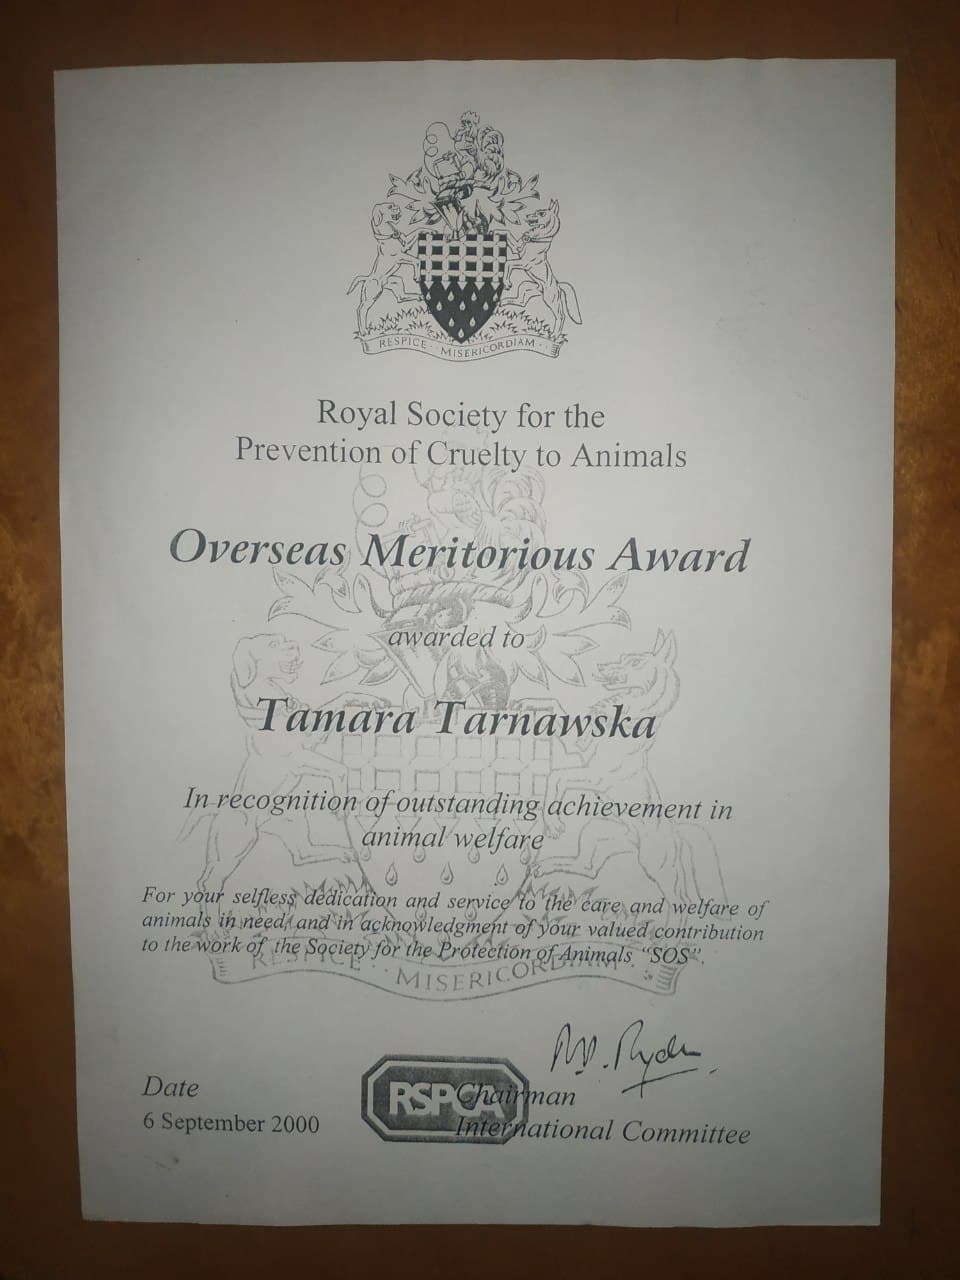 RESPICE · MISERICORDIAM ·
Royal Society for the
Prevention of Cruelty to Animals
Overseas Meritorious Award
awarded to
Tamara Tarnawska
In recognition of outstanding achievement in
animal welfare
For your selfless dedication and service to the care and welfare of
animals in need, and in acknowledgment of your valued contribution
to the work of the Society for the Protection of Animals "SOS".
RESPICE · MISERICORDIAM ·
R.D. Ryder
Date
6 September 2000
RSPCA
Chairman
International Committee